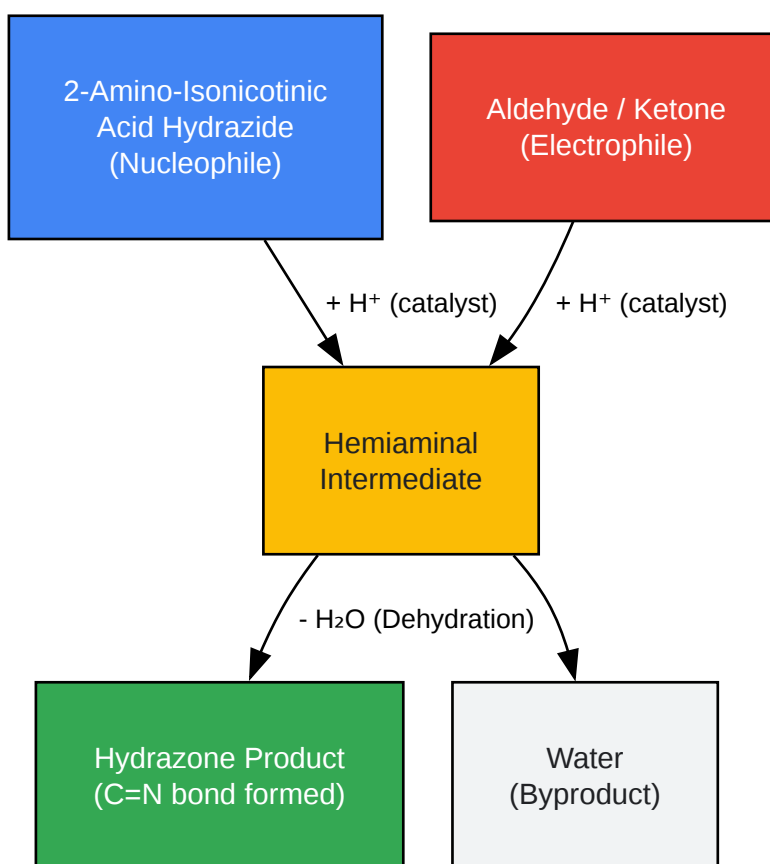 2-Amino-Isonicotinic
Acid Hydrazide
(Nucleophile)
Aldehyde / Ketone
(Electrophile)
+ H⁺ (catalyst)
+ H⁺ (catalyst)
Hemiaminal
Intermediate
- H₂O (Dehydration)
Hydrazone Product
(C=N bond formed)
Water
(Byproduct)